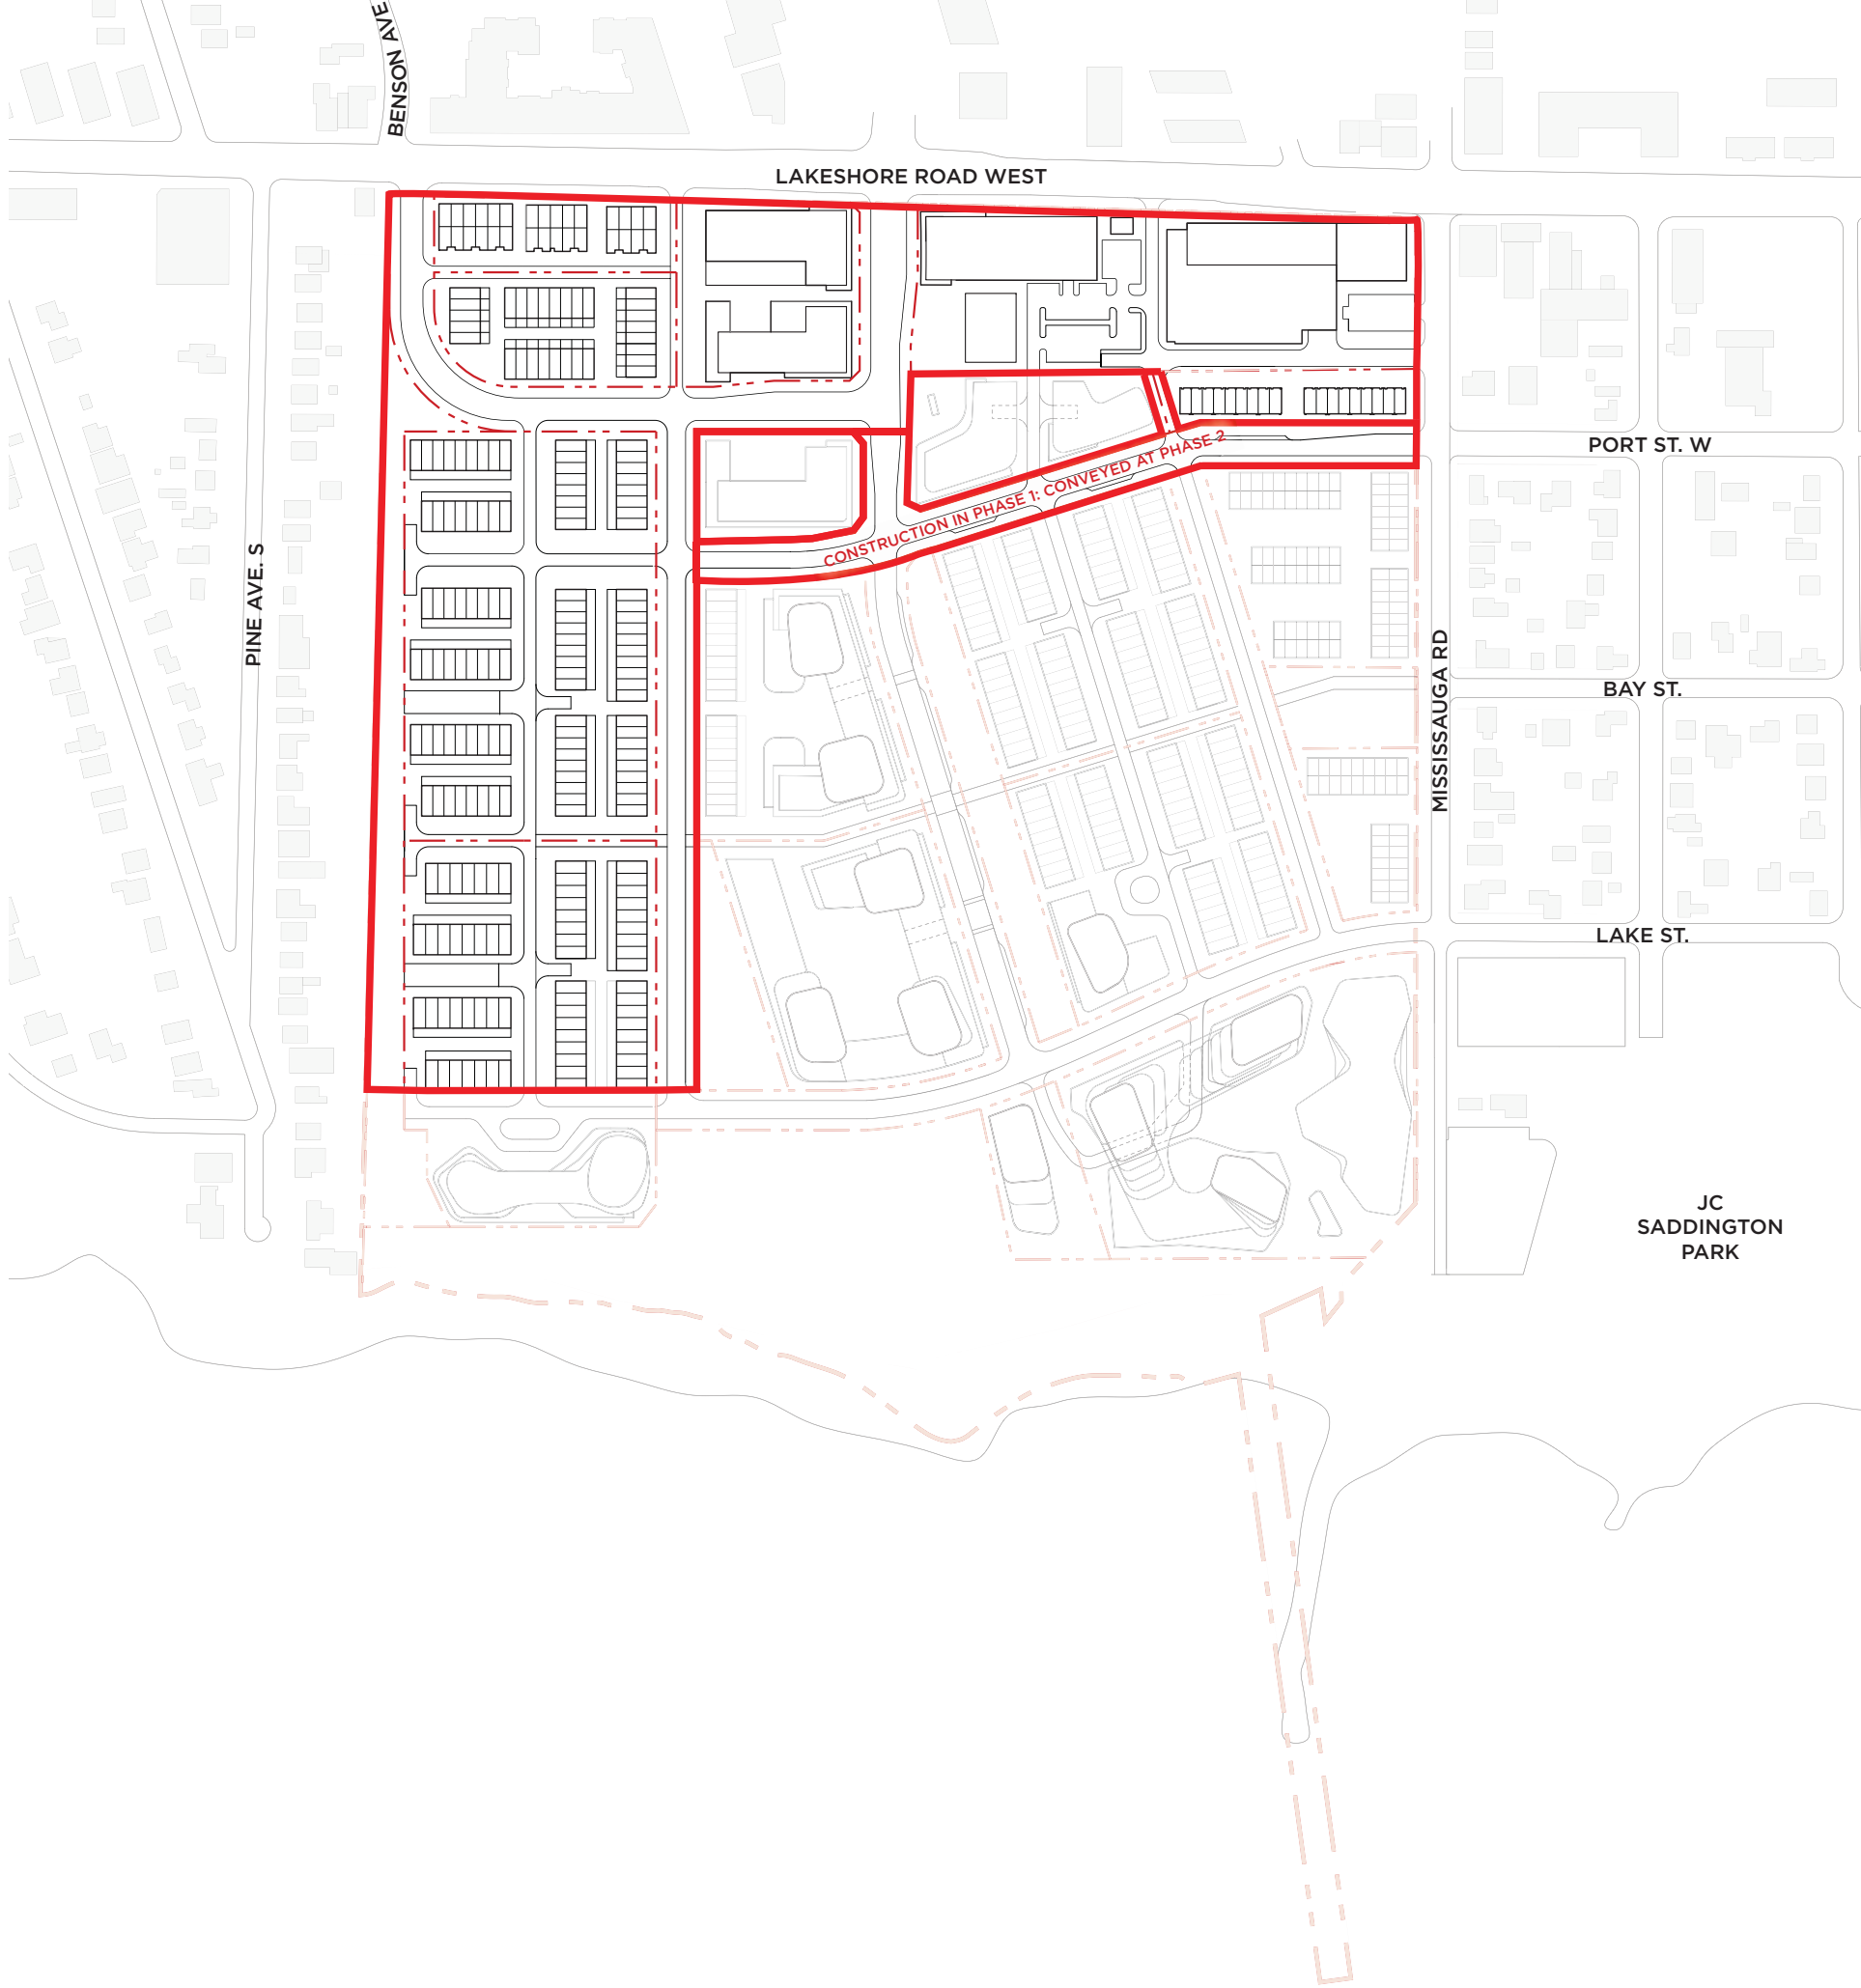 BENSON AVE
LAKESHORE ROAD WEST
PORT ST. W
CONSTRUCTION IN PHASE 1: CONVEYED AT PHASE 2
PINE AVE. S
MISSISSAUGA RD
BAY ST.
LAKE ST.
JC
SADDINGTON
PARK